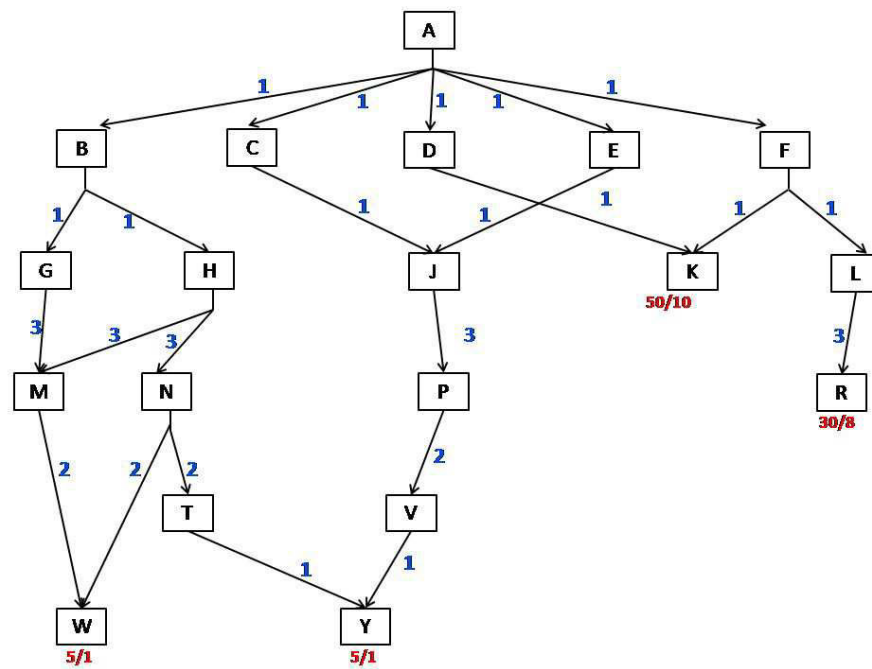 A
1 1 1 1 1
B C D E F
1 1 1 1 1 1 1
G H J K L
50/10
3 3 3 3 3
M N P R
30/8
2 2 2 2
T V
1 1
W Y
5/1 5/1